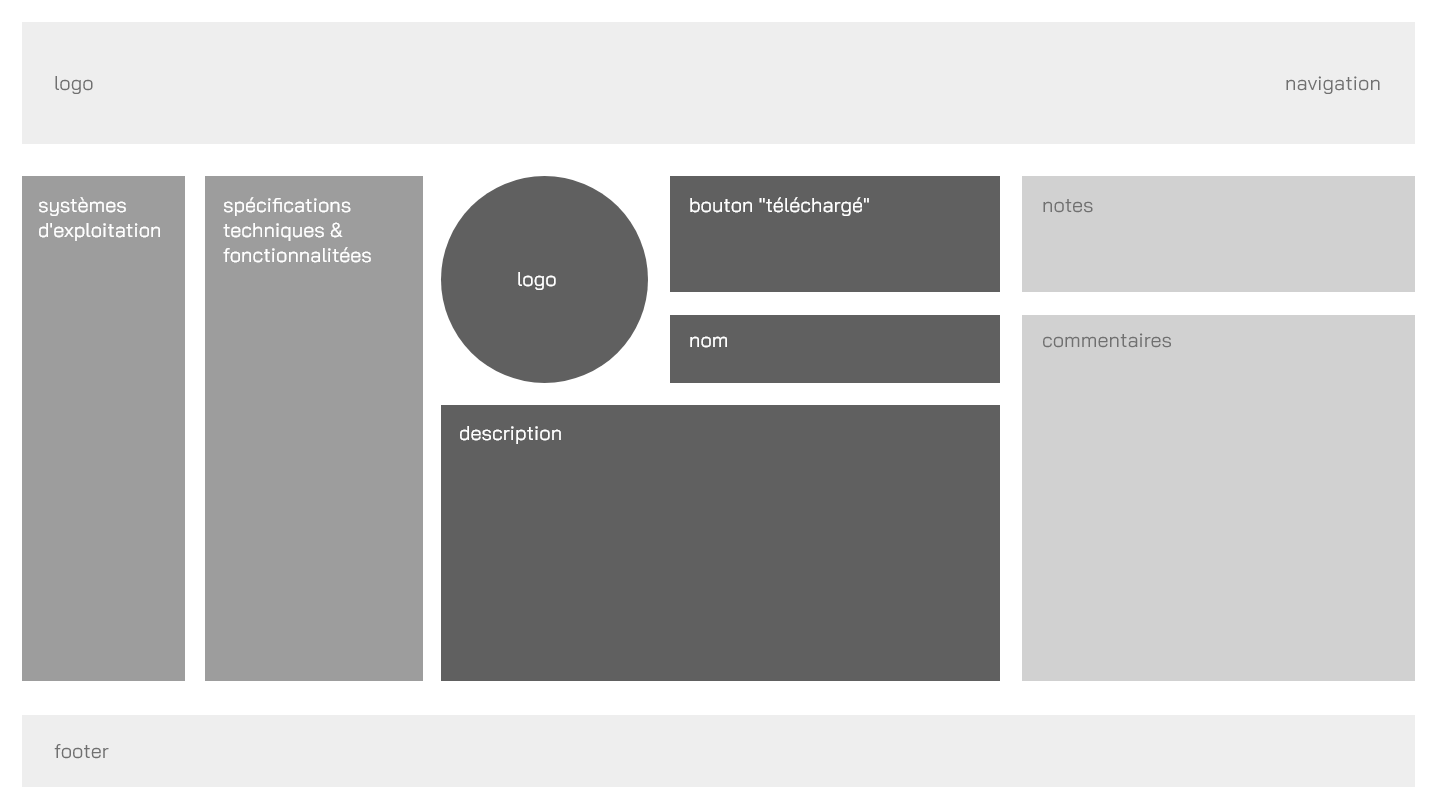 logo
navigation
systèmes
d'exploitation
spécifications
techniques &
fonctionnalitées
logo
bouton "téléchargé"
nom
description
notes
commentaires
footer